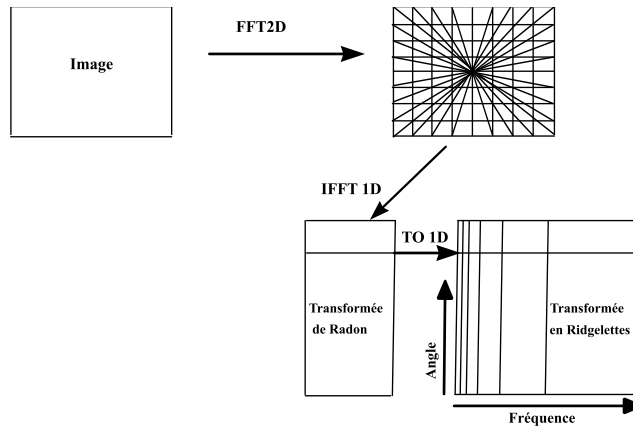 FFT2D
Image
IFFT 1D
TO 1D
Transformée
de Radon
Angle
Transformée
en Ridgelettes
Fréquence